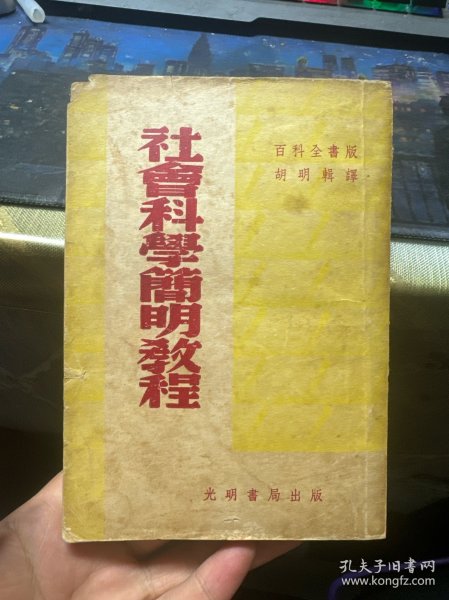 社會科學簡明教程
百科全書版
胡明輯譯
光明書局出版
孔夫子旧书网
www.kongfz.com